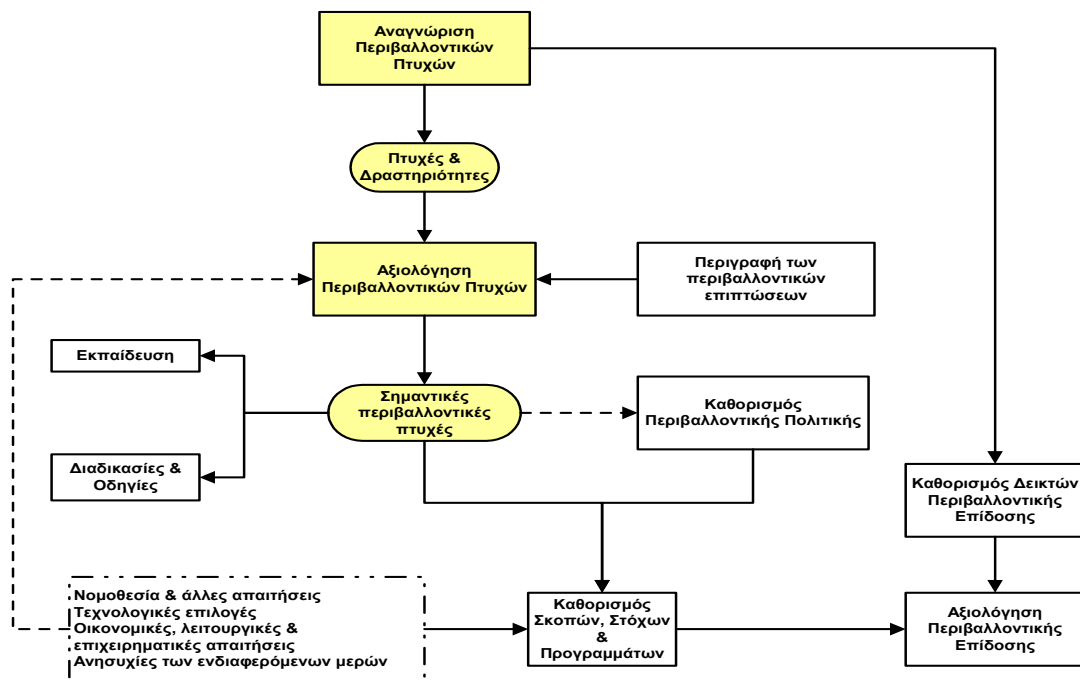 Αναγνώριση
Περιβαλλοντικών
Πτυχών
Πτυχές &
Δραστηριότητες
Αξιολόγηση
Περιβαλλοντικών Πτυχών
Περιγραφή των
περιβαλλοντικών
επιπτώσεων
Εκπαίδευση
Σημαντικές
περιβαλλοντικές
πτυχές
Καθορισμός
Περιβαλλοντικής Πολιτικής
Διαδικασίες &
Οδηγίες
Καθορισμός Δεικτών
Περιβαλλοντικής
Επίδοσης
Νομοθεσία & άλλες απαιτήσεις
Τεχνολογικές επιλογές
Οικονομικές, λειτουργικές &
επιχειρηματικές απαιτήσεις
Ανησυχίες των ενδιαφερόμενων μερών
Καθορισμός
Σκοπών, Στόχων
&
Προγραμμάτων
Αξιολόγηση
Περιβαλλοντικής
Επίδοσης